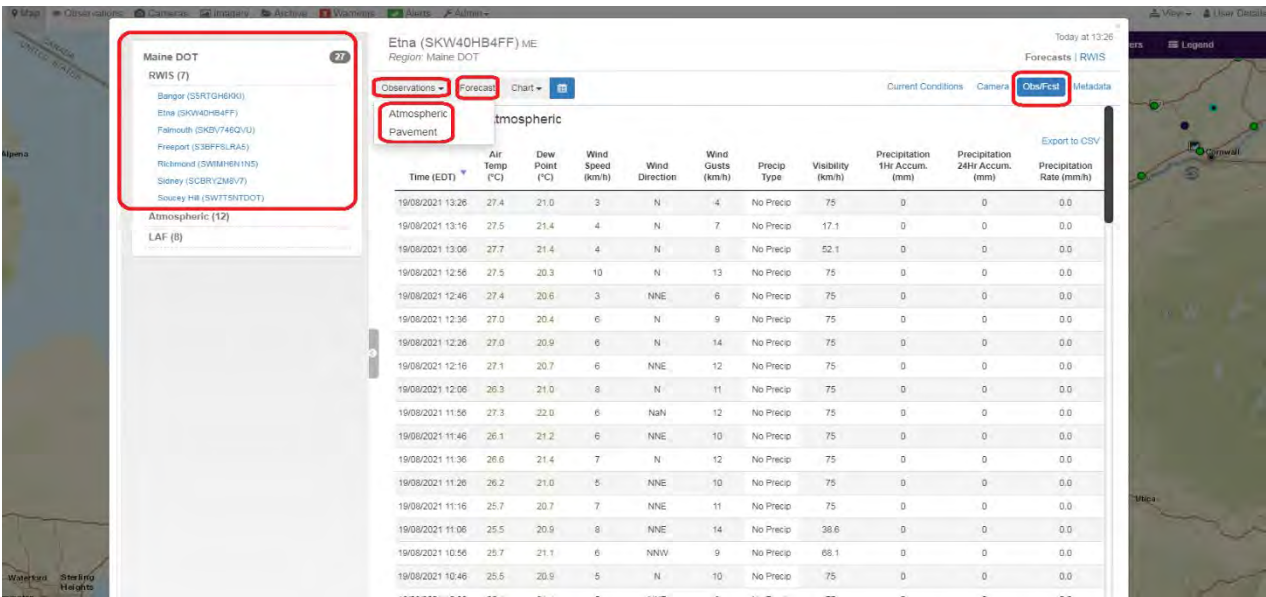 Map Observations Cameras Imagery Archive Warnings Alerts Admin View User Details
Legend
CANADA
UNITED STATES
Maine DOT 27
RWIS (7)
Bangor (S5RTGH6IXXI)
Etna (SKW40HB4FF)
Falmouth (SKBV746QVU)
Freeport (S3BFFSLRA5)
Richmond (SWIMH6N1N5)
Sidney (SCBRYZM8V7)
Soucey Hill (SW7T5NTDOT)
Atmospheric (12)
LAF (8)
Etna (SKW40HB4FF) ME
Region: Maine DOT
Today at 13:26
Forecasts | RWIS
Observations Forecast Chart Current Conditions Camera Obs/Fcst Metadata
Atmospheric
Pavement
tmospheric
Export to CSV
Time (EDT) Air Temp (°C) Dew Point (°C) Wind Speed (km/h) Wind Direction Wind Gusts (km/h) Precip Type Visibility (km/h) Precipitation 1Hr Accum. (mm) Precipitation 24Hr Accum. (mm) Precipitation Rate (mm/h)
19/08/2021 13:26 27.4 21.0 3 N 4 No Precip 75 0 0 0.0
19/08/2021 13:16 27.5 21.4 4 N 7 No Precip 17.1 0 0 0.0
19/08/2021 13:06 27.7 21.4 4 N 8 No Precip 52.1 0 0 0.0
19/08/2021 12:56 27.5 20.3 10 N 13 No Precip 75 0 0 0.0
19/08/2021 12:46 27.4 20.6 3 NNE 6 No Precip 75 0 0 0.0
19/08/2021 12:36 27.0 20.4 6 N 9 No Precip 75 0 0 0.0
19/08/2021 12:26 27.0 20.9 6 N 14 No Precip 75 0 0 0.0
19/08/2021 12:16 27.1 20.7 6 NNE 12 No Precip 75 0 0 0.0
19/08/2021 12:06 26.3 21.0 8 N 11 No Precip 75 0 0 0.0
19/08/2021 11:56 27.3 22.0 6 NaN 12 No Precip 75 0 0 0.0
19/08/2021 11:46 26.1 21.2 6 NNE 10 No Precip 75 0 0 0.0
19/08/2021 11:36 26.6 21.4 7 N 12 No Precip 75 0 0 0.0
19/08/2021 11:26 26.2 21.0 5 NNE 10 No Precip 75 0 0 0.0
19/08/2021 11:16 25.7 20.7 7 NNE 11 No Precip 75 0 0 0.0
19/08/2021 11:06 25.5 20.9 8 NNE 14 No Precip 38.6 0 0 0.0
19/08/2021 10:56 25.7 21.1 6 NNW 9 No Precip 68.1 0 0 0.0
19/08/2021 10:46 25.5 20.9 5 N 10 No Precip 75 0 0 0.0
Alpena
Cornwall
Utica
Waterford
Sterling
Heights